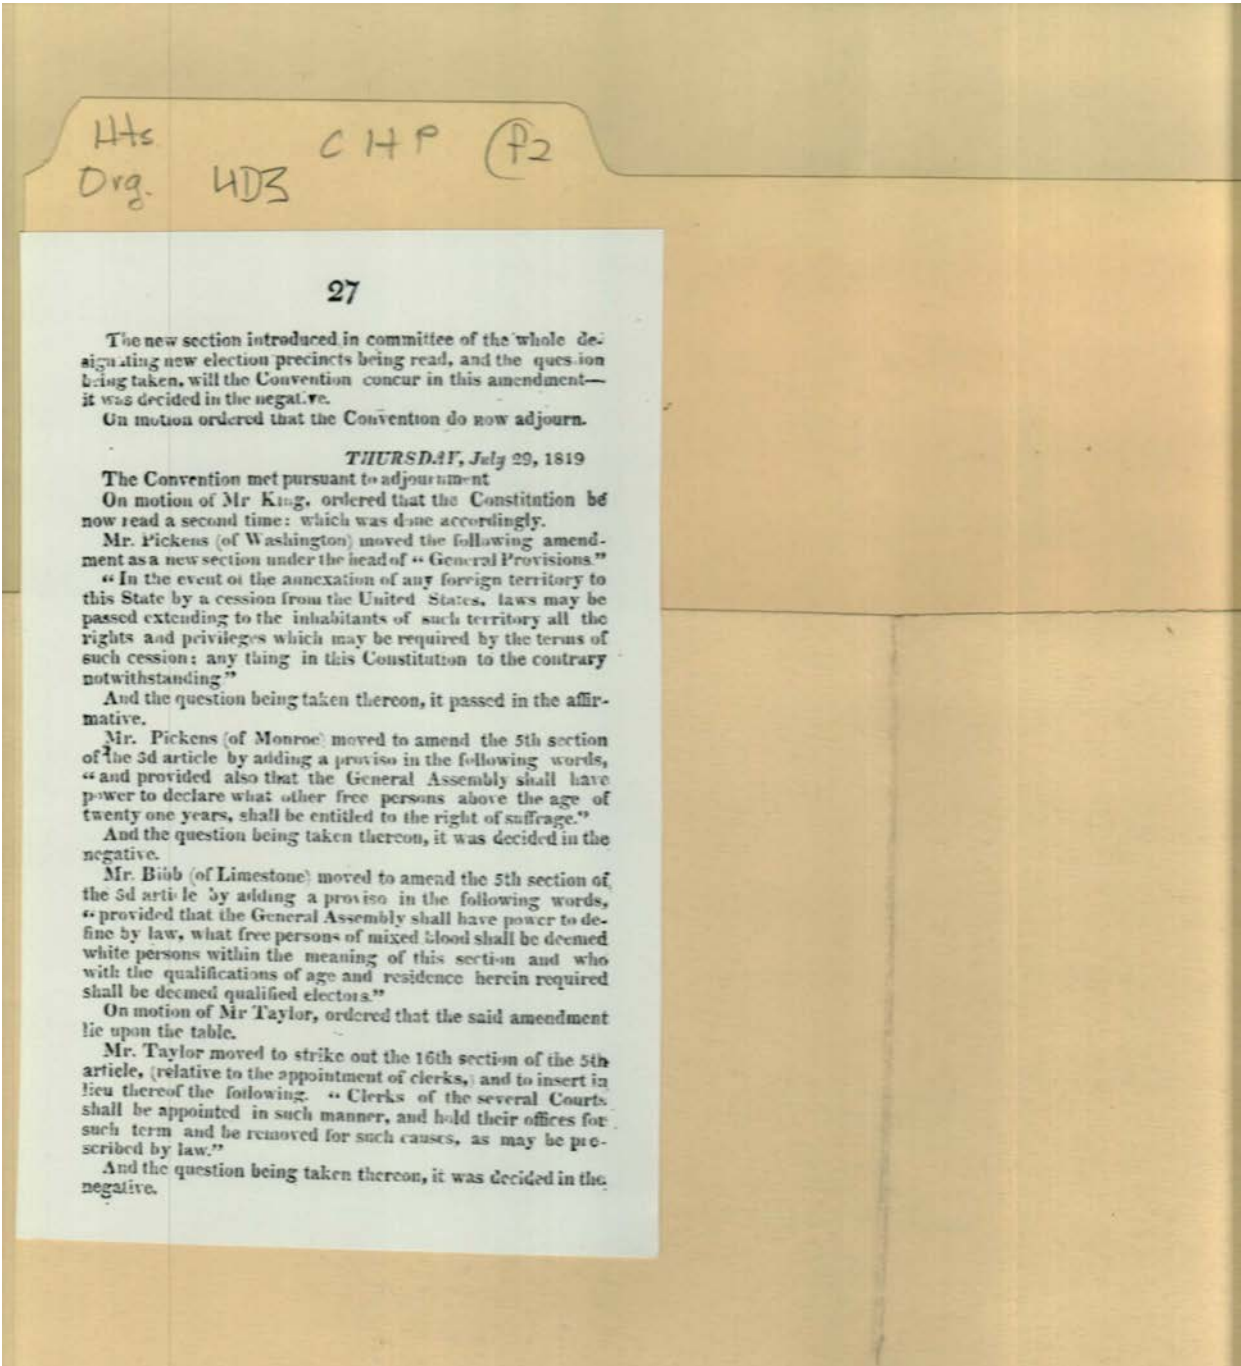 Hts
Org. 4D3 CHP P2
27
The new section introduced in committee of the whole de-
signating new election precincts being read, and the question
being taken, will the Convention concur in this amendment—
it was decided in the negative.
On motion ordered that the Convention do now adjourn.
THURSDAY, July 29, 1819
The Convention met pursuant to adjournment
On motion of Mr King, ordered that the Constitution be
now read a second time: which was done accordingly.
Mr. Pickens (of Washington) moved the following amend-
ment as a new section under the head of "General Provisions."
"In the event of the annexation of any foreign territory to
this State by a cession from the United States, laws may be
passed extending to the inhabitants of such territory all the
rights and privileges which may be required by the terms of
such cession; any thing in this Constitution to the contrary
notwithstanding"
And the question being taken thereon, it passed in the affir-
mative.
Mr. Pickens (of Monroe) moved to amend the 5th section
of the 3d article by adding a proviso in the following words,
"and provided also that the General Assembly shall have
power to declare what other free persons above the age of
twenty one years, shall be entitled to the right of suffrage."
And the question being taken thereon, it was decided in the
negative.
Mr. Bibb (of Limestone) moved to amend the 5th section of
the 3d article by adding a proviso in the following words,
"provided that the General Assembly shall have power to de-
fine by law, what free persons of mixed blood shall be deemed
white persons within the meaning of this section and who
with the qualifications of age and residence herein required
shall be deemed qualified electors."
On motion of Mr Taylor, ordered that the said amendment
lie upon the table.
Mr. Taylor moved to strike out the 16th section of the 5th
article, (relative to the appointment of clerks,) and to insert in
lieu thereof the following. "Clerks of the several Courts
shall be appointed in such manner, and hold their offices for
such term and be removed for such causes, as may be pre-
scribed by law."
And the question being taken thereon, it was decided in the
negative.